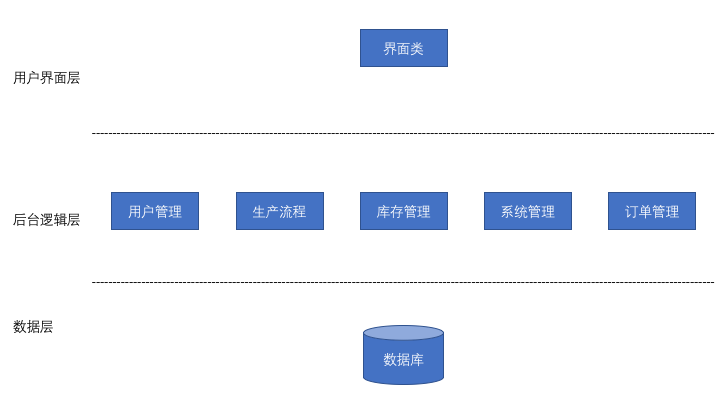 界面类
用户界面层
用户管理
生产流程
库存管理
系统管理
订单管理
后台逻辑层
数据层
数据库